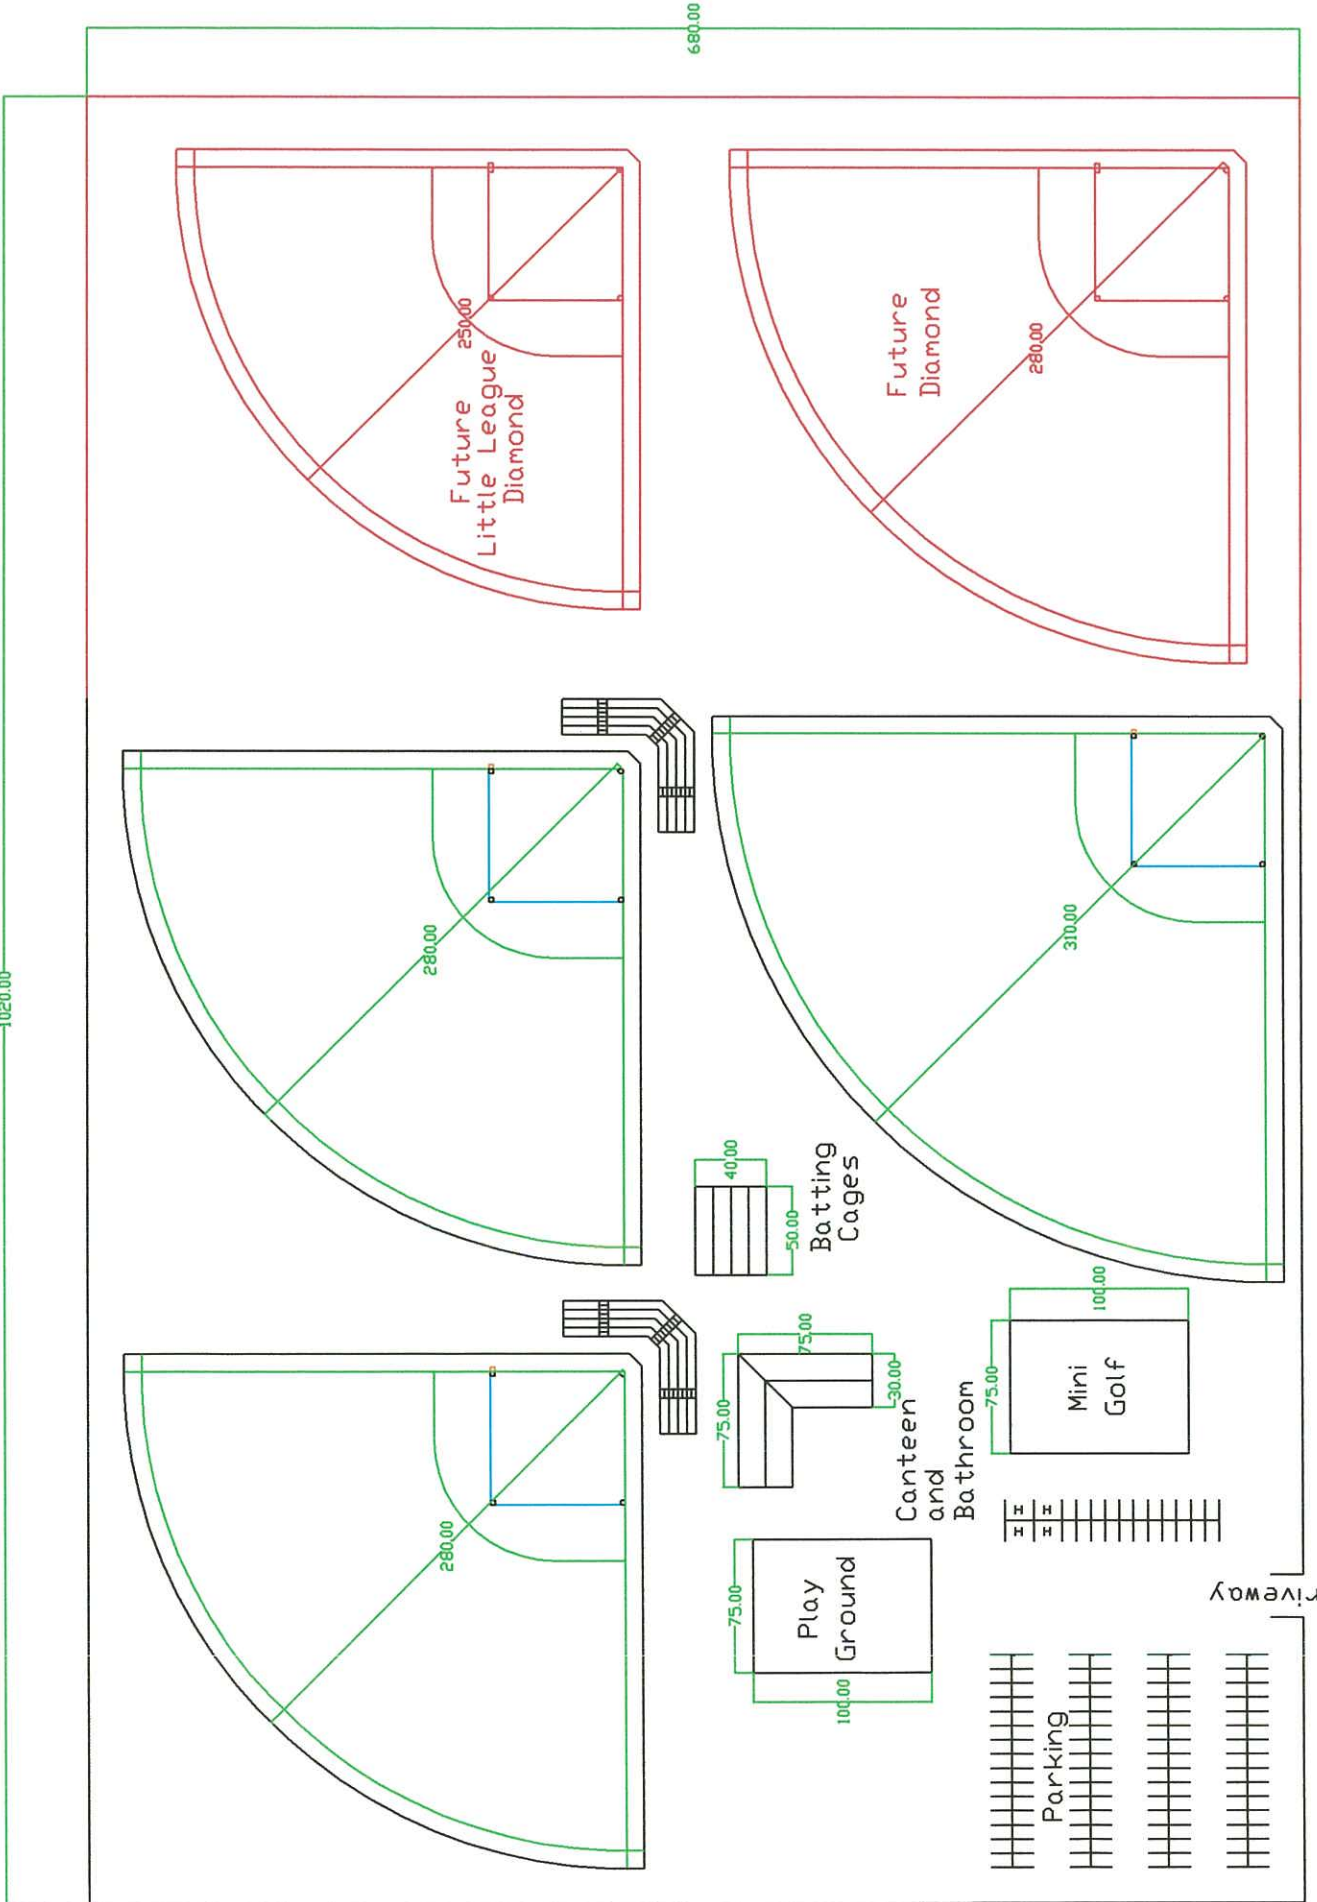 680.00
1020.00
250.00
Future
Little League
Diamond
280.00
Future
Diamond
280.00
310.00
40.00
50.00
Batting
Cages
280.00
75.00
75.00
30.00
Canteen
and
Bathroom
100.00
75.00
Mini
Golf
H H
H H
75.00
100.00
Play
Ground
riveway
Parking